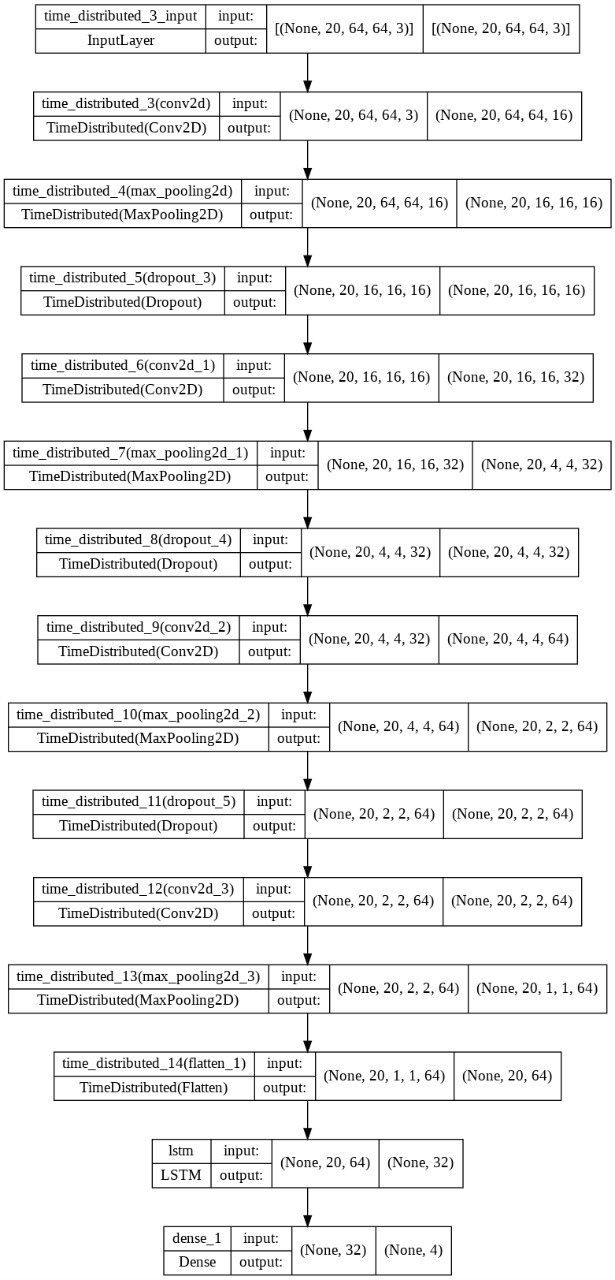 time_distributed_3_input input: [(None, 20, 64, 64, 3)] [(None, 20, 64, 64, 3)]
InputLayer output:
time_distributed_3(conv2d) input: (None, 20, 64, 64, 3) (None, 20, 64, 64, 16)
TimeDistributed(Conv2D) output:
time_distributed_4(max_pooling2d) input: (None, 20, 64, 64, 16) (None, 20, 16, 16, 16)
TimeDistributed(MaxPooling2D) output:
time_distributed_5(dropout_3) input: (None, 20, 16, 16, 16) (None, 20, 16, 16, 16)
TimeDistributed(Dropout) output:
time_distributed_6(conv2d_1) input: (None, 20, 16, 16, 16) (None, 20, 16, 16, 32)
TimeDistributed(Conv2D) output:
time_distributed_7(max_pooling2d_1) input: (None, 20, 16, 16, 32) (None, 20, 4, 4, 32)
TimeDistributed(MaxPooling2D) output:
time_distributed_8(dropout_4) input: (None, 20, 4, 4, 32) (None, 20, 4, 4, 32)
TimeDistributed(Dropout) output:
time_distributed_9(conv2d_2) input: (None, 20, 4, 4, 32) (None, 20, 4, 4, 64)
TimeDistributed(Conv2D) output:
time_distributed_10(max_pooling2d_2) input: (None, 20, 4, 4, 64) (None, 20, 2, 2, 64)
TimeDistributed(MaxPooling2D) output:
time_distributed_11(dropout_5) input: (None, 20, 2, 2, 64) (None, 20, 2, 2, 64)
TimeDistributed(Dropout) output:
time_distributed_12(conv2d_3) input: (None, 20, 2, 2, 64) (None, 20, 2, 2, 64)
TimeDistributed(Conv2D) output:
time_distributed_13(max_pooling2d_3) input: (None, 20, 2, 2, 64) (None, 20, 1, 1, 64)
TimeDistributed(MaxPooling2D) output:
time_distributed_14(flatten_1) input: (None, 20, 1, 1, 64) (None, 20, 64)
TimeDistributed(Flatten) output:
lstm input: (None, 20, 64) (None, 32)
LSTM output:
dense_1 input: (None, 32) (None, 4)
Dense output: